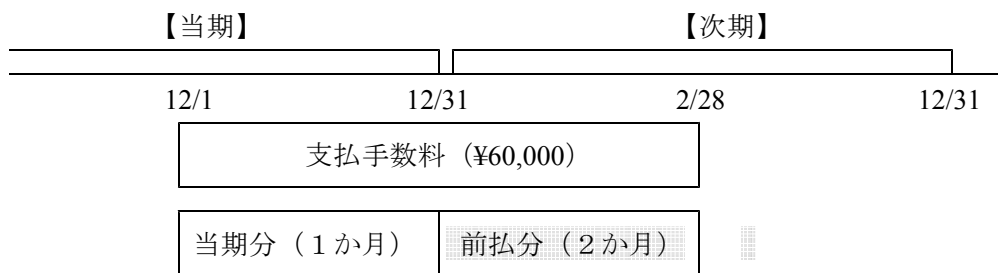 【当期】 【次期】
12/1 12/31 2/28 12/31
支払手数料（¥60,000）
当期分（１か月） 前払分（２か月）